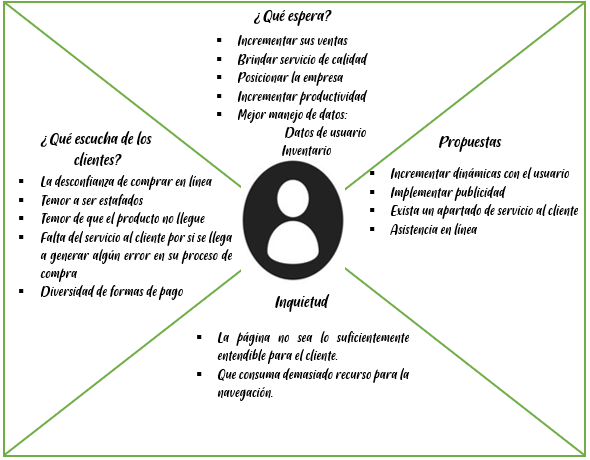 ¿Qué espera?
▪ Incrementar sus ventas
▪ Brindar servicio de calidad
▪ Posicionar la empresa
▪ Incrementar productividad
▪ Mejor manejo de datos:
Datos de usuario
Inventario
¿Qué escucha de los
clientes?
▪ La desconfianza de comprar en línea
▪ Temor a ser estafados
▪ Temor de que el producto no llegue
▪ Falta del servicio al cliente por si se llega
a generar algún error en su proceso de
compra
▪ Diversidad de formas de pago
Propuestas
▪ Incrementar dinámicas con el usuario
▪ Implementar publicidad
▪ Exista un apartado de servicio al cliente
▪ Asistencia en línea
Inquietud
▪ La página no sea lo suficientemente
entendible para el cliente.
▪ Que consuma demasiado recurso para la
navegación.